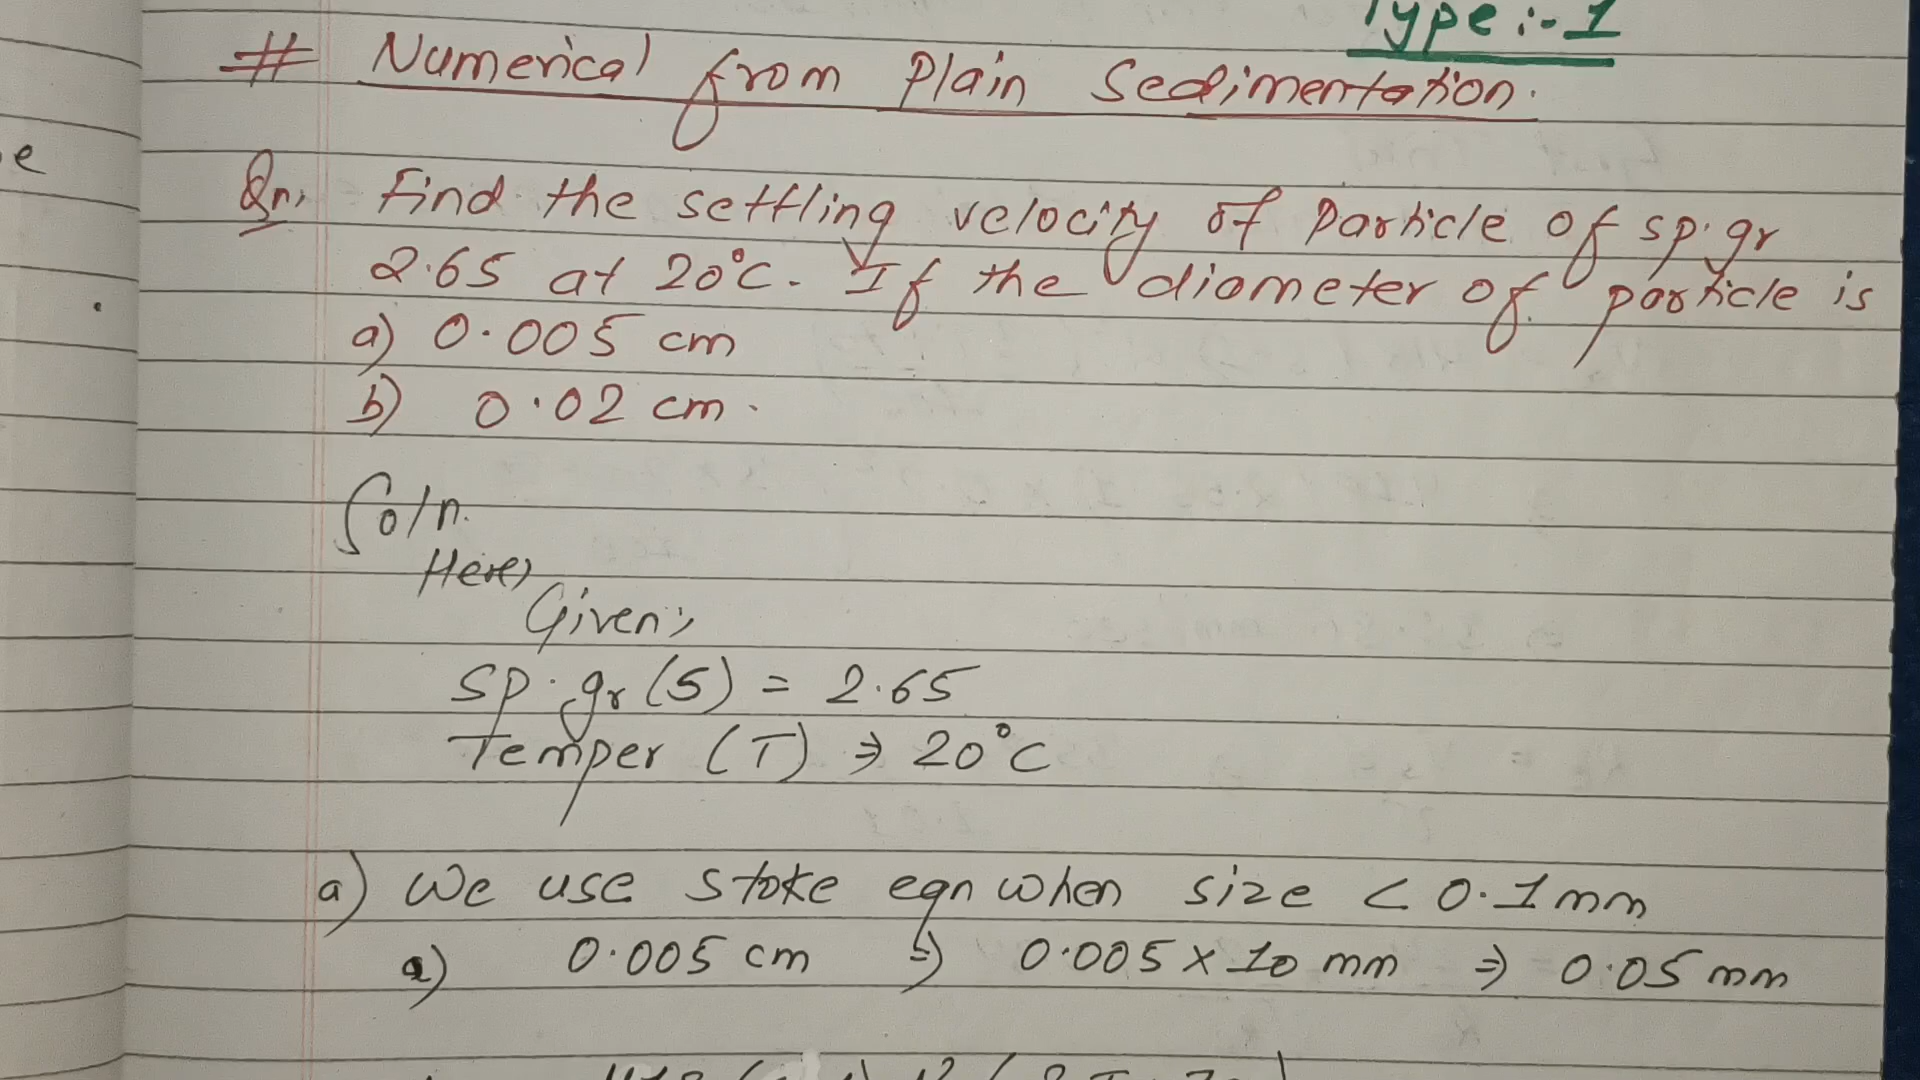 Type :- 1
# Numerical from Plain Sedimentation.
Qn. Find the settling velocity of Particle of sp. gr
2.65 at 20°C. If the diameter of particle is
a) 0.005 cm
b) 0.02 cm.
Soln.
Here,
Given;
sp. gr (S) = 2.65
Temper (T) ⇒ 20°C
a) We use stoke eqn when size < 0.1 mm
a) 0.005 cm ⇒ 0.005 x 10 mm ⇒ 0.05 mm
e